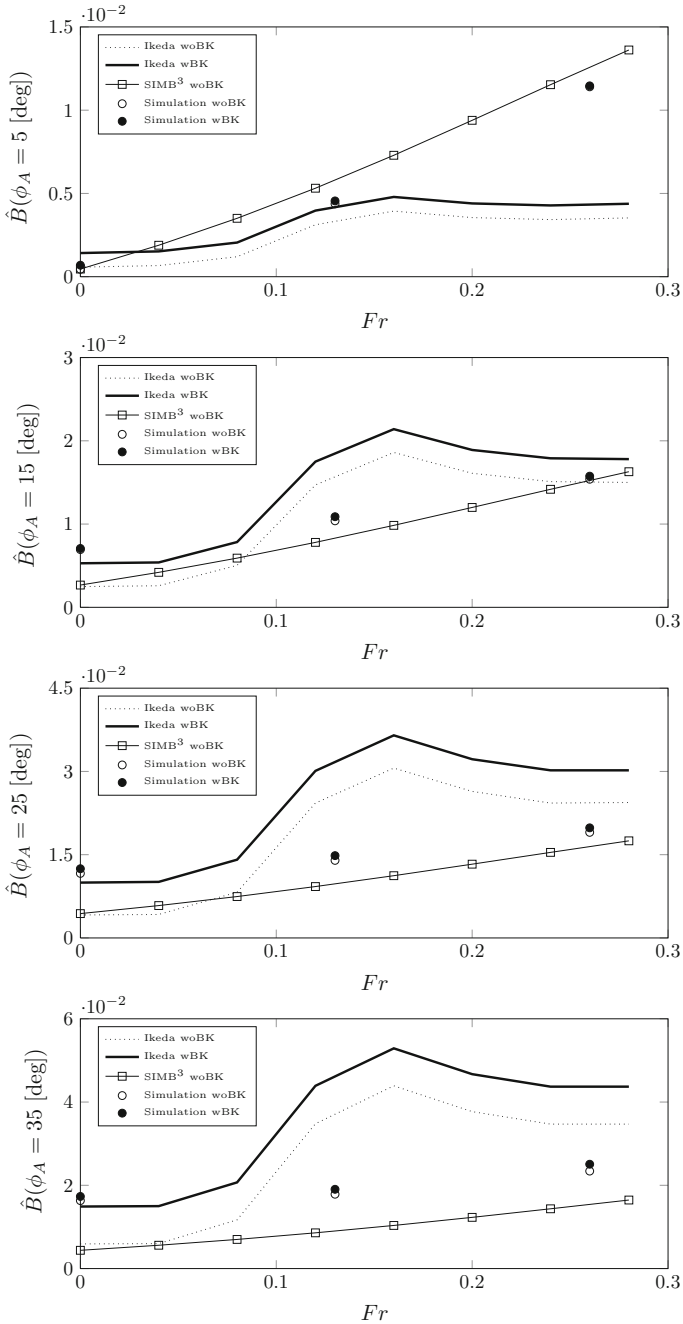 ·10⁻²
1.5
1
0.5
0
Ikeda woBK
Ikeda wBK
SIMB³ woBK
Simulation woBK
Simulation wBK
B̂(ϕ_A = 5 [deg])
0 0.1 0.2 0.3
Fr
·10⁻²
3
2
1
0
Ikeda woBK
Ikeda wBK
SIMB³ woBK
Simulation woBK
Simulation wBK
B̂(ϕ_A = 15 [deg])
0 0.1 0.2 0.3
Fr
·10⁻²
4.5
3
1.5
0
Ikeda woBK
Ikeda wBK
SIMB³ woBK
Simulation woBK
Simulation wBK
B̂(ϕ_A = 25 [deg])
0 0.1 0.2 0.3
Fr
·10⁻²
6
4
2
0
Ikeda woBK
Ikeda wBK
SIMB³ woBK
Simulation woBK
Simulation wBK
B̂(ϕ_A = 35 [deg])
0 0.1 0.2 0.3
Fr